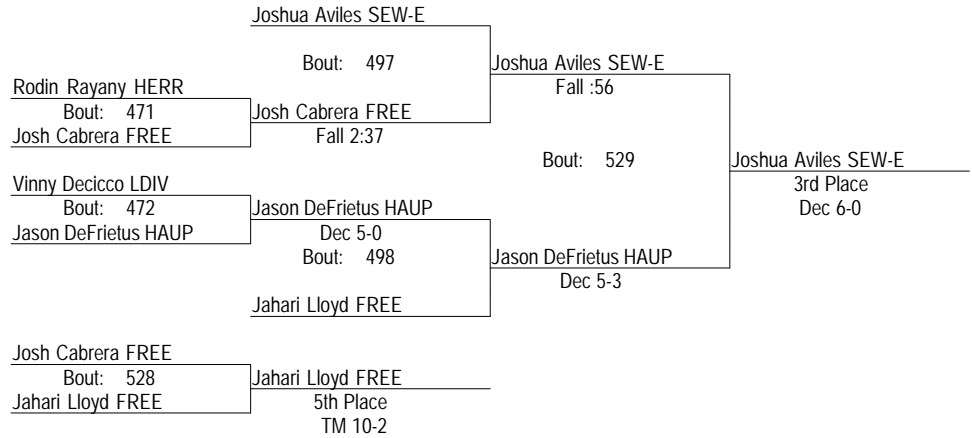 Joshua Aviles SEW-E
Bout: 497
Joshua Aviles SEW-E
Rodin Rayany HERR
Fall :56
Bout: 471
Josh Cabrera FREE
Josh Cabrera FREE
Fall 2:37
Bout: 529
Joshua Aviles SEW-E
Vinny Decicco LDIV
3rd Place
Bout: 472
Jason DeFrietus HAUP
Dec 6-0
Jason DeFrietus HAUP
Dec 5-0
Bout: 498
Jason DeFrietus HAUP
Dec 5-3
Jahari Lloyd FREE
Josh Cabrera FREE
Bout: 528
Jahari Lloyd FREE
Jahari Lloyd FREE
5th Place
TM 10-2